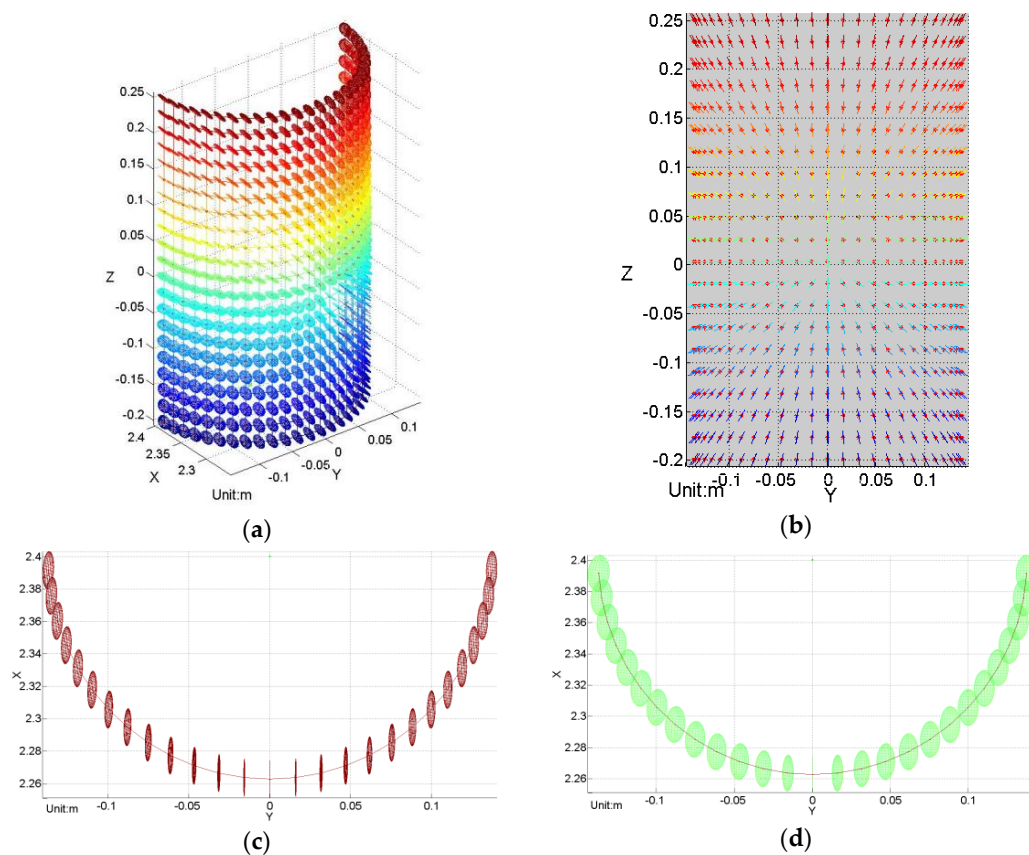 0.25
0.2
0.15
0.1
0.05
Z 0
-0.05
-0.1
-0.15
-0.2
2.4
2.35
2.3
X
-0.1
-0.05
0
0.05
0.1
Y
Unit:m
(a)
0.25
0.2
0.15
0.1
0.05
Z 0
-0.05
-0.1
-0.15
-0.2
-0.1 -0.05 0 0.05 0.1
Unit:m Y
(b)
2.4
2.38
2.36
2.34
X
2.32
2.3
2.28
2.26
-0.1 -0.05 0 0.05 0.1
Unit:m Y
(c)
2.4
2.38
2.36
2.34
X
2.32
2.3
2.28
2.26
-0.1 -0.05 0 0.05 0.1
Unit:m Y
(d)